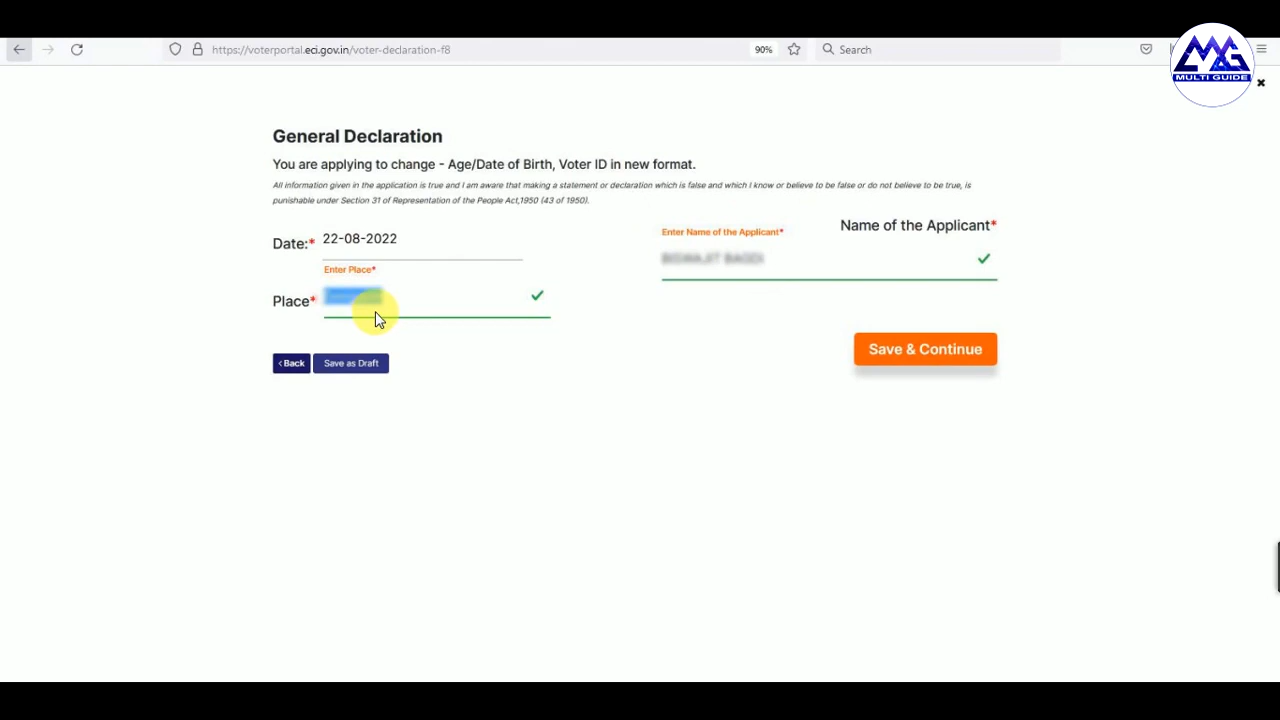 https://voterportal.eci.gov.in/voter-declaration-f8
90%
Search
MULTI GUIDE
General Declaration
You are applying to change - Age/Date of Birth, Voter ID in new format.
All information given in the application is true and I am aware that making a statement or declaration which is false and which I know or believe to be false or do not believe to be true, is
punishable under Section 31 of Representation of the People Act,1950 (43 of 1950).
Date:* 22-08-2022
Enter Name of the Applicant*
Name of the Applicant*
Enter Place*
Place*
‹ Back
Save as Draft
Save & Continue